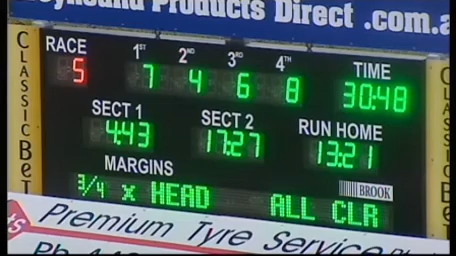 eyhound Products Direct .com.a
CLASSICBET
RACE 1ST 2ND 3RD 4TH TIME
5 7 4 6 8 30:48
SECT 1 SECT 2 RUN HOME
4:43 17:27 13:21
MARGINS
BROOK
3/4 x HEAD ALL CLR
Premium Tyre Service